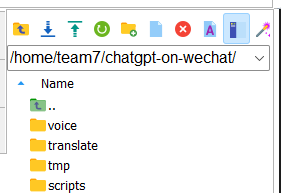 /home/team7/chatgpt-on-wechat/
Name
..
voice
translate
tmp
scripts